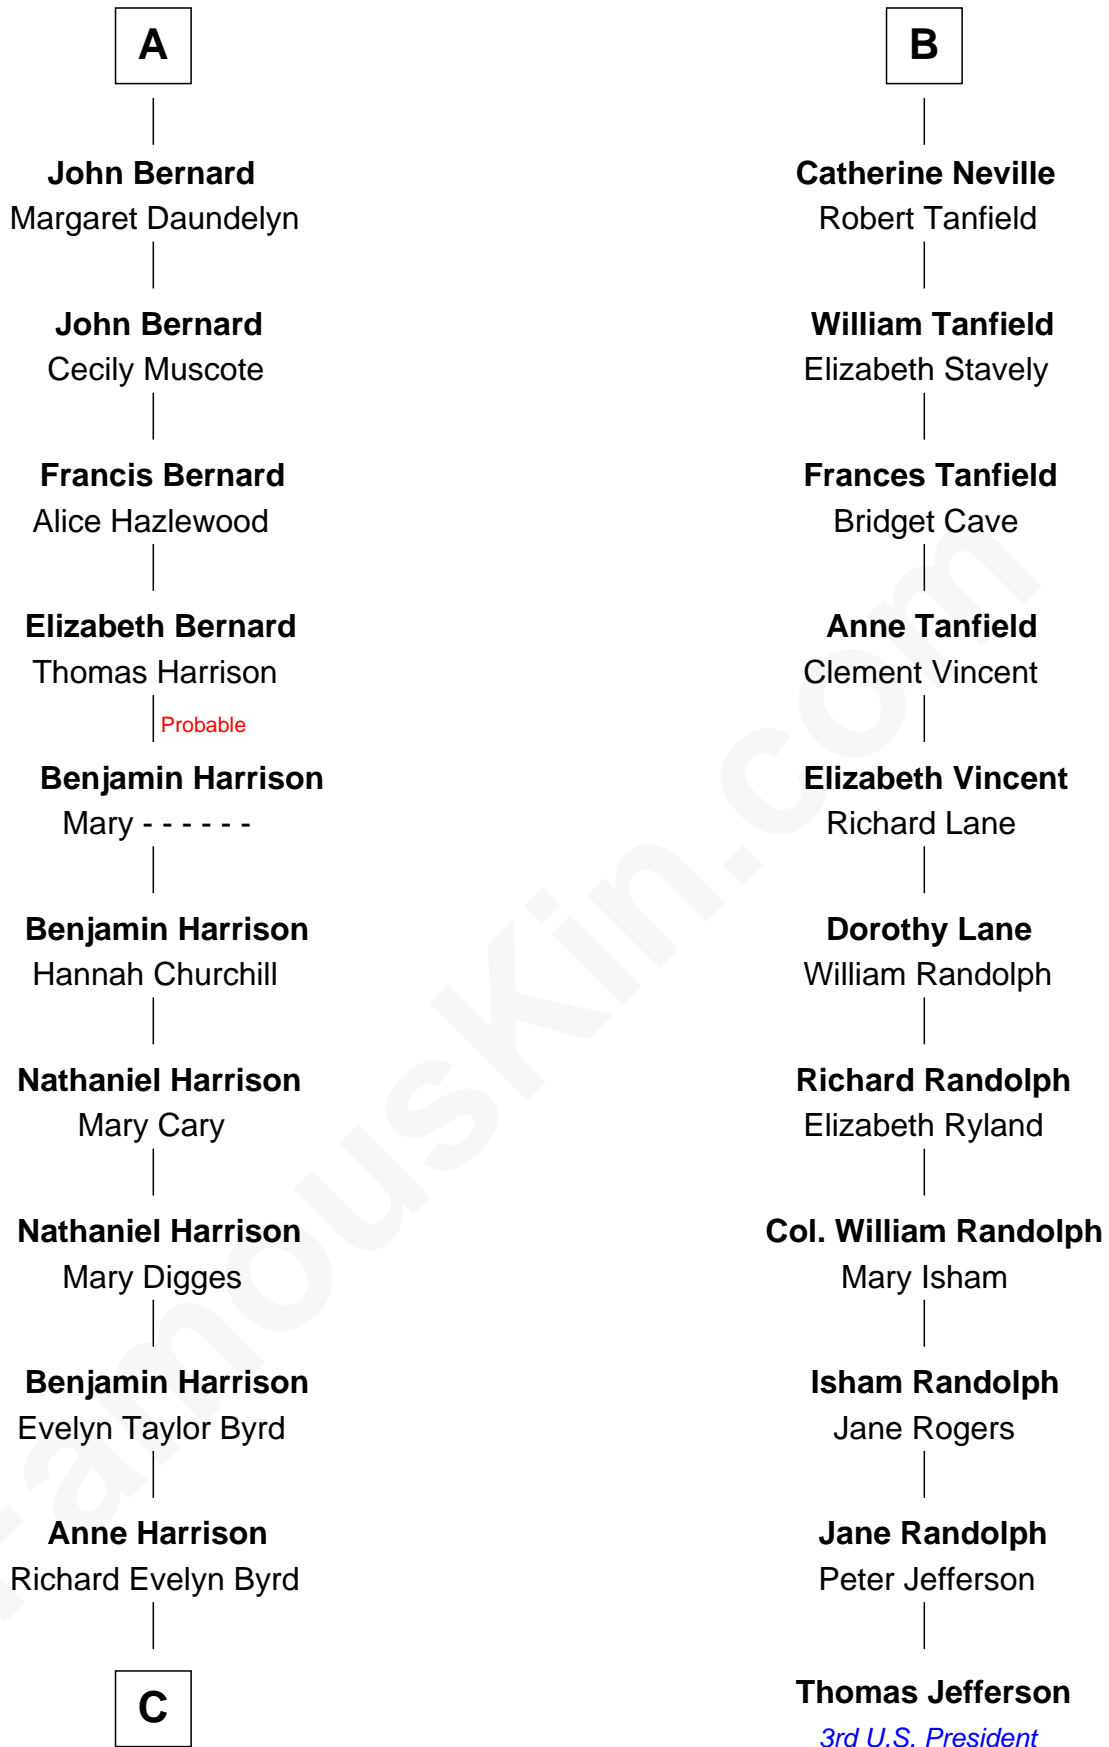 A
John Bernard
Margaret Daundelyn
John Bernard
Cecily Muscote
Francis Bernard
Alice Hazlewood
Elizabeth Bernard
Thomas Harrison
Probable
Benjamin Harrison
Mary - - - - - -
Benjamin Harrison
Hannah Churchill
Nathaniel Harrison
Mary Cary
Nathaniel Harrison
Mary Digges
Benjamin Harrison
Evelyn Taylor Byrd
Anne Harrison
Richard Evelyn Byrd
C
B
Catherine Neville
Robert Tanfield
William Tanfield
Elizabeth Stavely
Frances Tanfield
Bridget Cave
Anne Tanfield
Clement Vincent
Elizabeth Vincent
Richard Lane
Dorothy Lane
William Randolph
Richard Randolph
Elizabeth Ryland
Col. William Randolph
Mary Isham
Isham Randolph
Jane Rogers
Jane Randolph
Peter Jefferson
Thomas Jefferson
3rd U.S. President
FamousKin.com